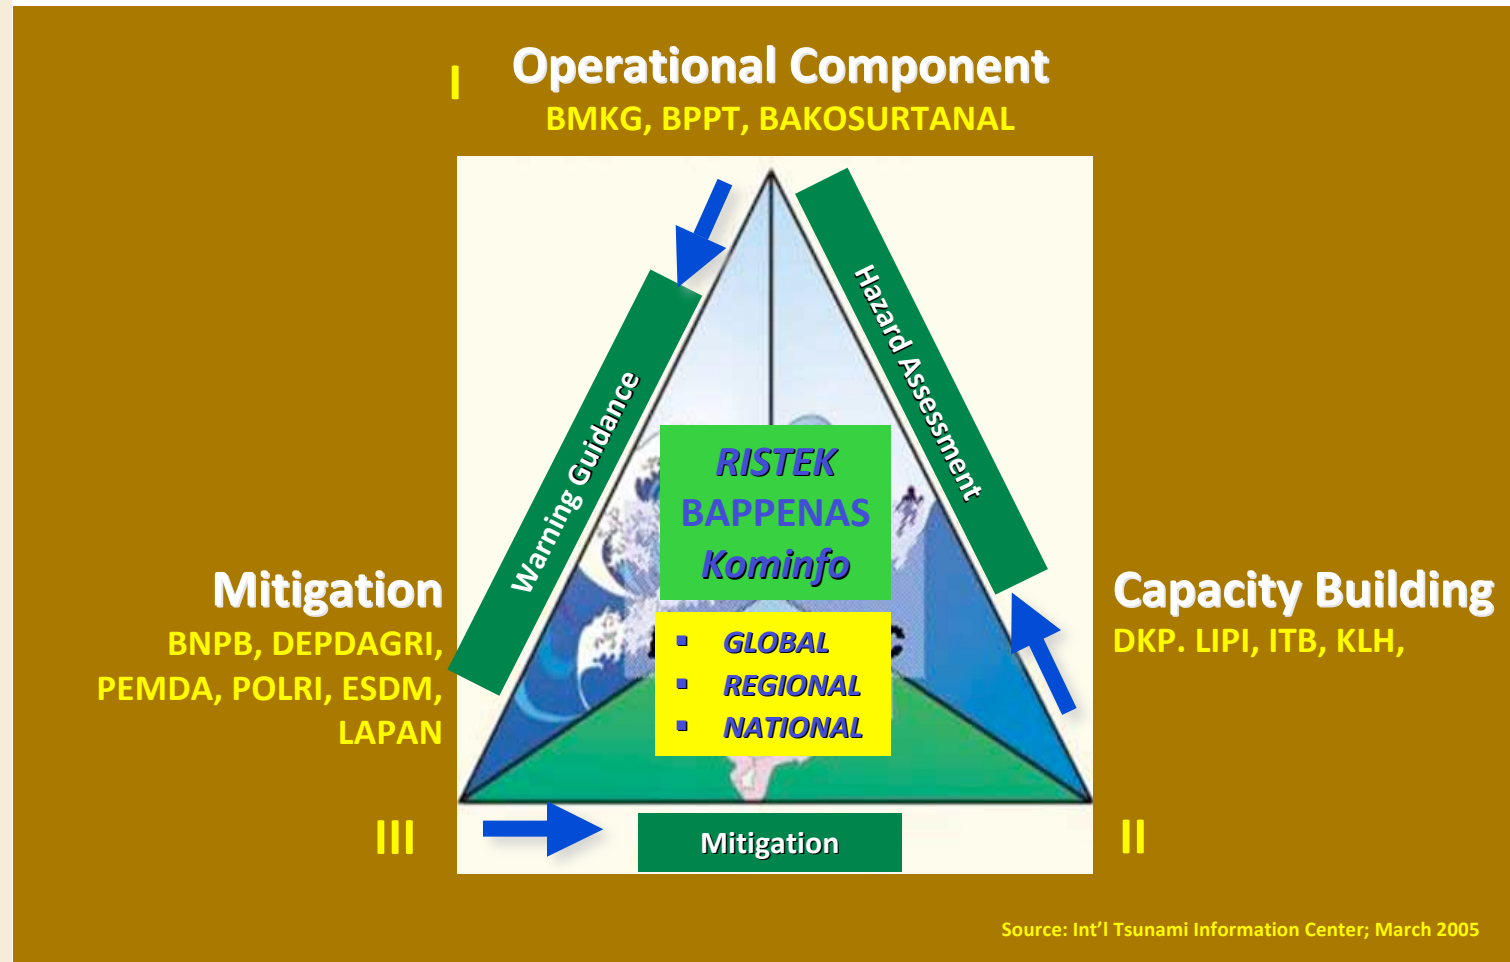 I
Operational Component
BMKG, BPPT, BAKOSURTANAL
Warning Guidance
Hazard Assessment
RISTEK
BAPPENAS
Kominfo
▪ GLOBAL
▪ REGIONAL
▪ NATIONAL
Mitigation
BNPB, DEPDAGRI,
PEMDA, POLRI, ESDM,
LAPAN
III
Capacity Building
DKP. LIPI, ITB, KLH,
II
Mitigation
Source: Int'l Tsunami Information Center; March 2005